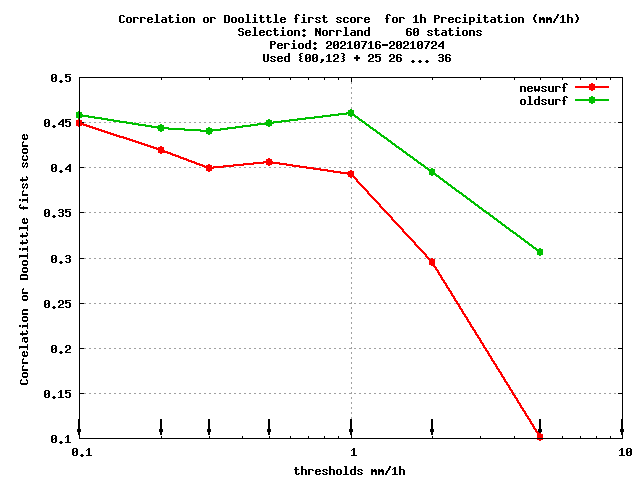 Correlation or Doolittle first score  for 1h Precipitation (mm/1h)
Selection: Norrland     60 stations
Period: 20210716-20210724
Used {00,12} + 25 26 ... 36
newsurf
oldsurf
0.5
0.45
0.4
0.35
0.3
0.25
0.2
0.15
0.1
Correlation or Doolittle first score
0.1 1 10
thresholds mm/1h